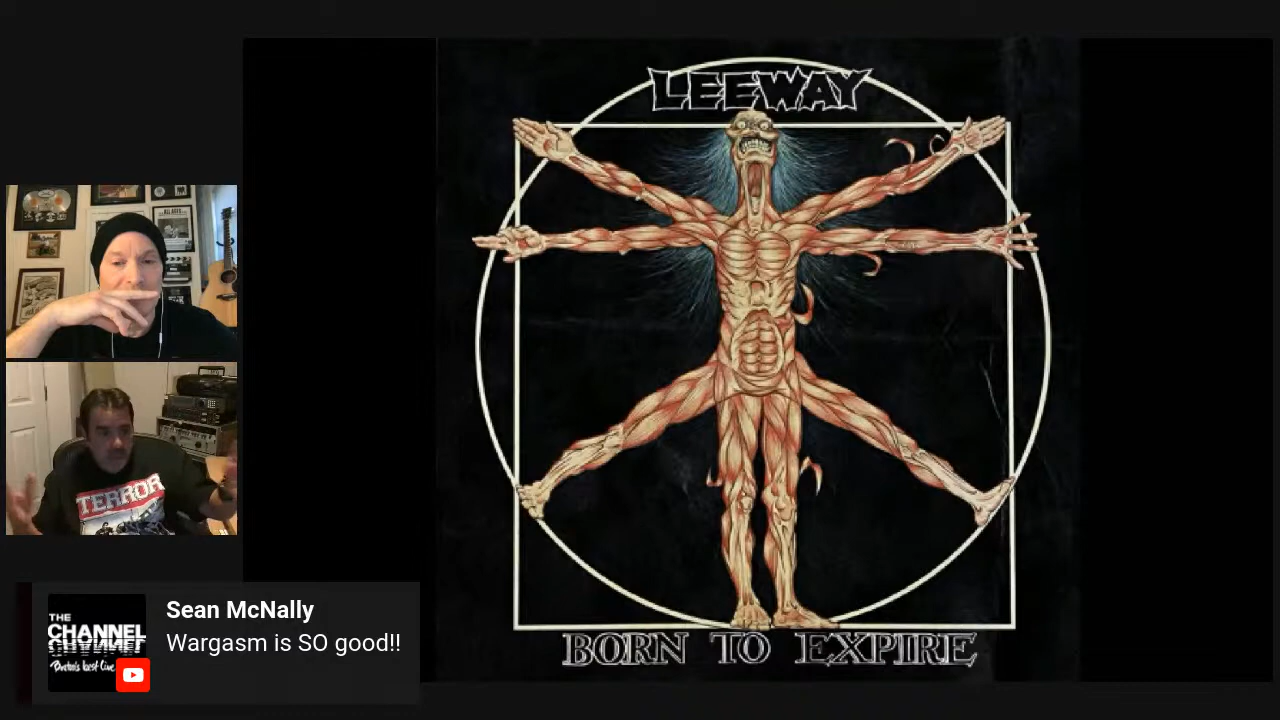 LEEWAY
BORN TO EXPIRE
TERROR
Sean McNally
Wargasm is SO good!!
THE
CHANNEL